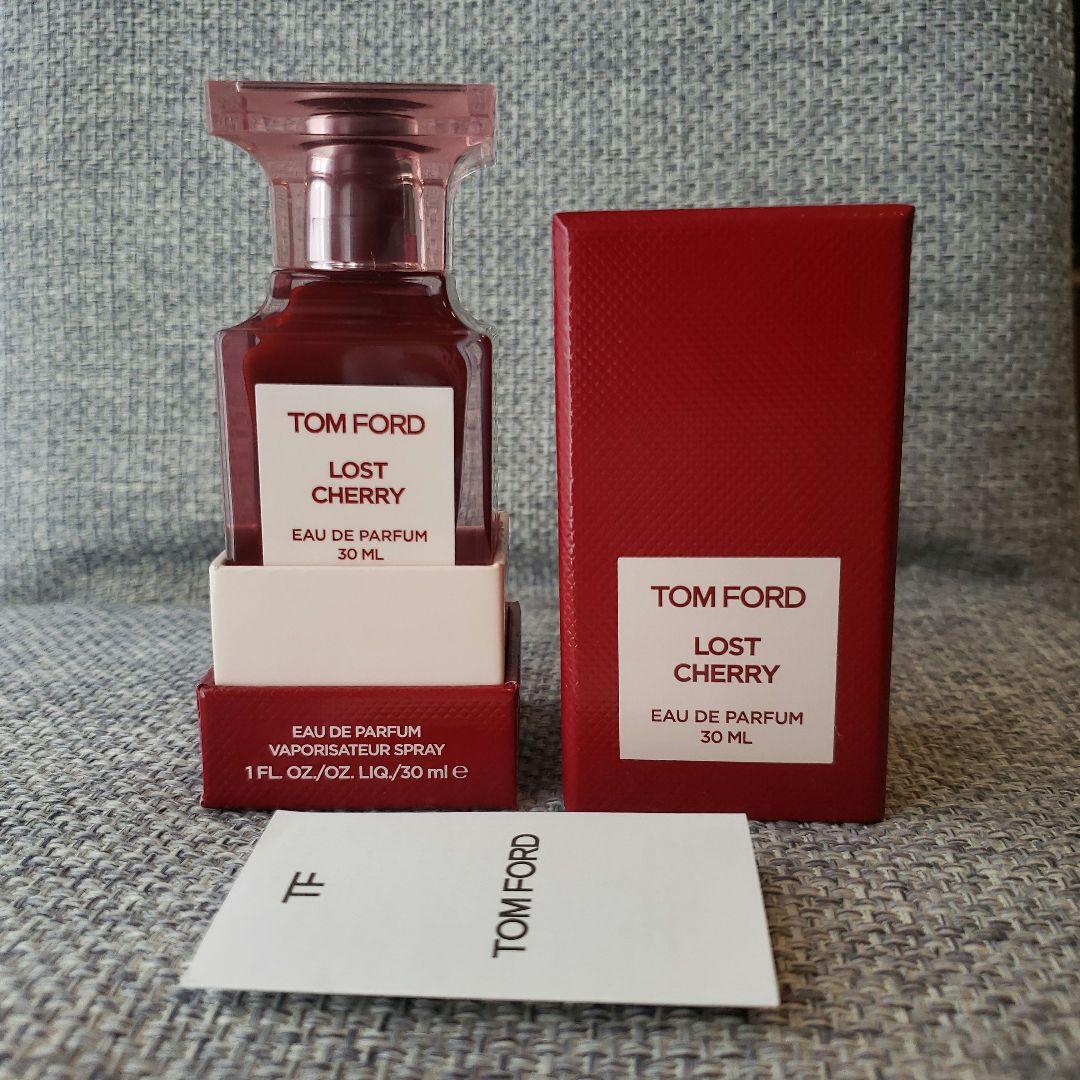 TOM FORD
LOST
CHERRY
EAU DE PARFUM
30 ML
EAU DE PARFUM
VAPORISATEUR SPRAY
1 FL. OZ./OZ. LIQ./30 ml ℮
TOM FORD
LOST
CHERRY
EAU DE PARFUM
30 ML
TF
TOM FORD